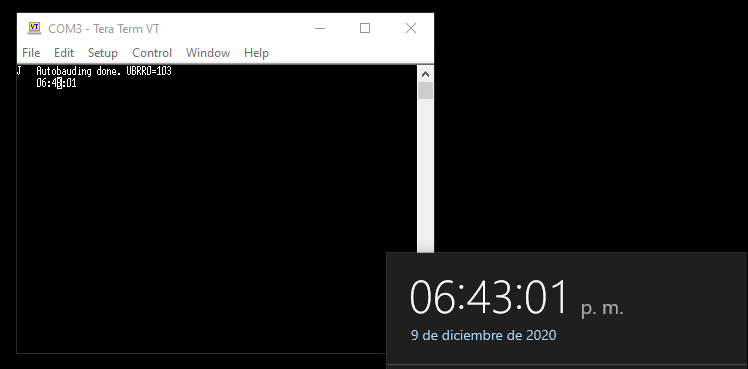 COM3 - Tera Term VT
File Edit Setup Control Window Help
J Autobauding done. UBRRO=103
06:43:01
06:43:01 p. m.
9 de diciembre de 2020